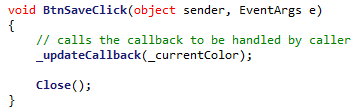 void BtnSaveClick(object sender, EventArgs e)
{
    // calls the callback to be handled by caller
    _updateCallback(_currentColor);

    Close();
}